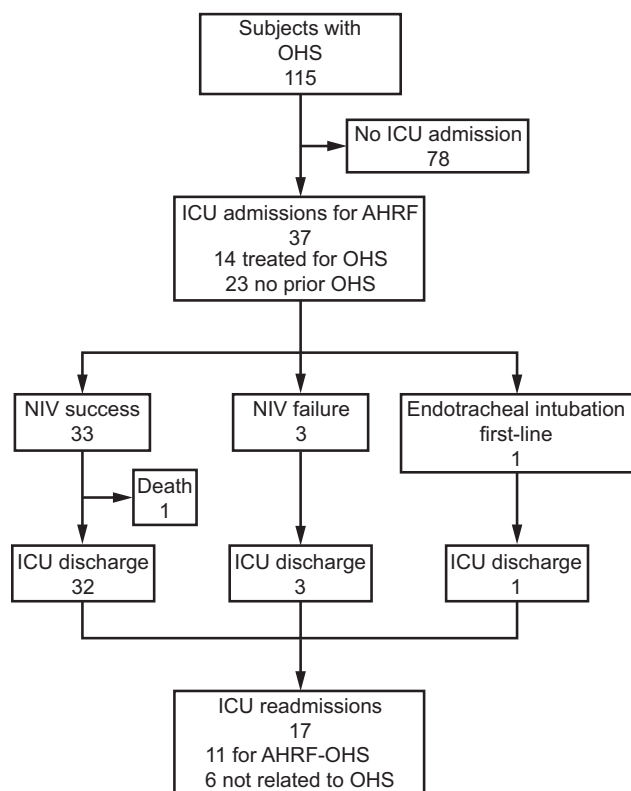 Subjects with
OHS
115
No ICU admission
78
ICU admissions for AHRF
37
14 treated for OHS
23 no prior OHS
NIV success
33
NIV failure
3
Endotracheal intubation
first-line
1
Death
1
ICU discharge
32
ICU discharge
3
ICU discharge
1
ICU readmissions
17
11 for AHRF-OHS
6 not related to OHS